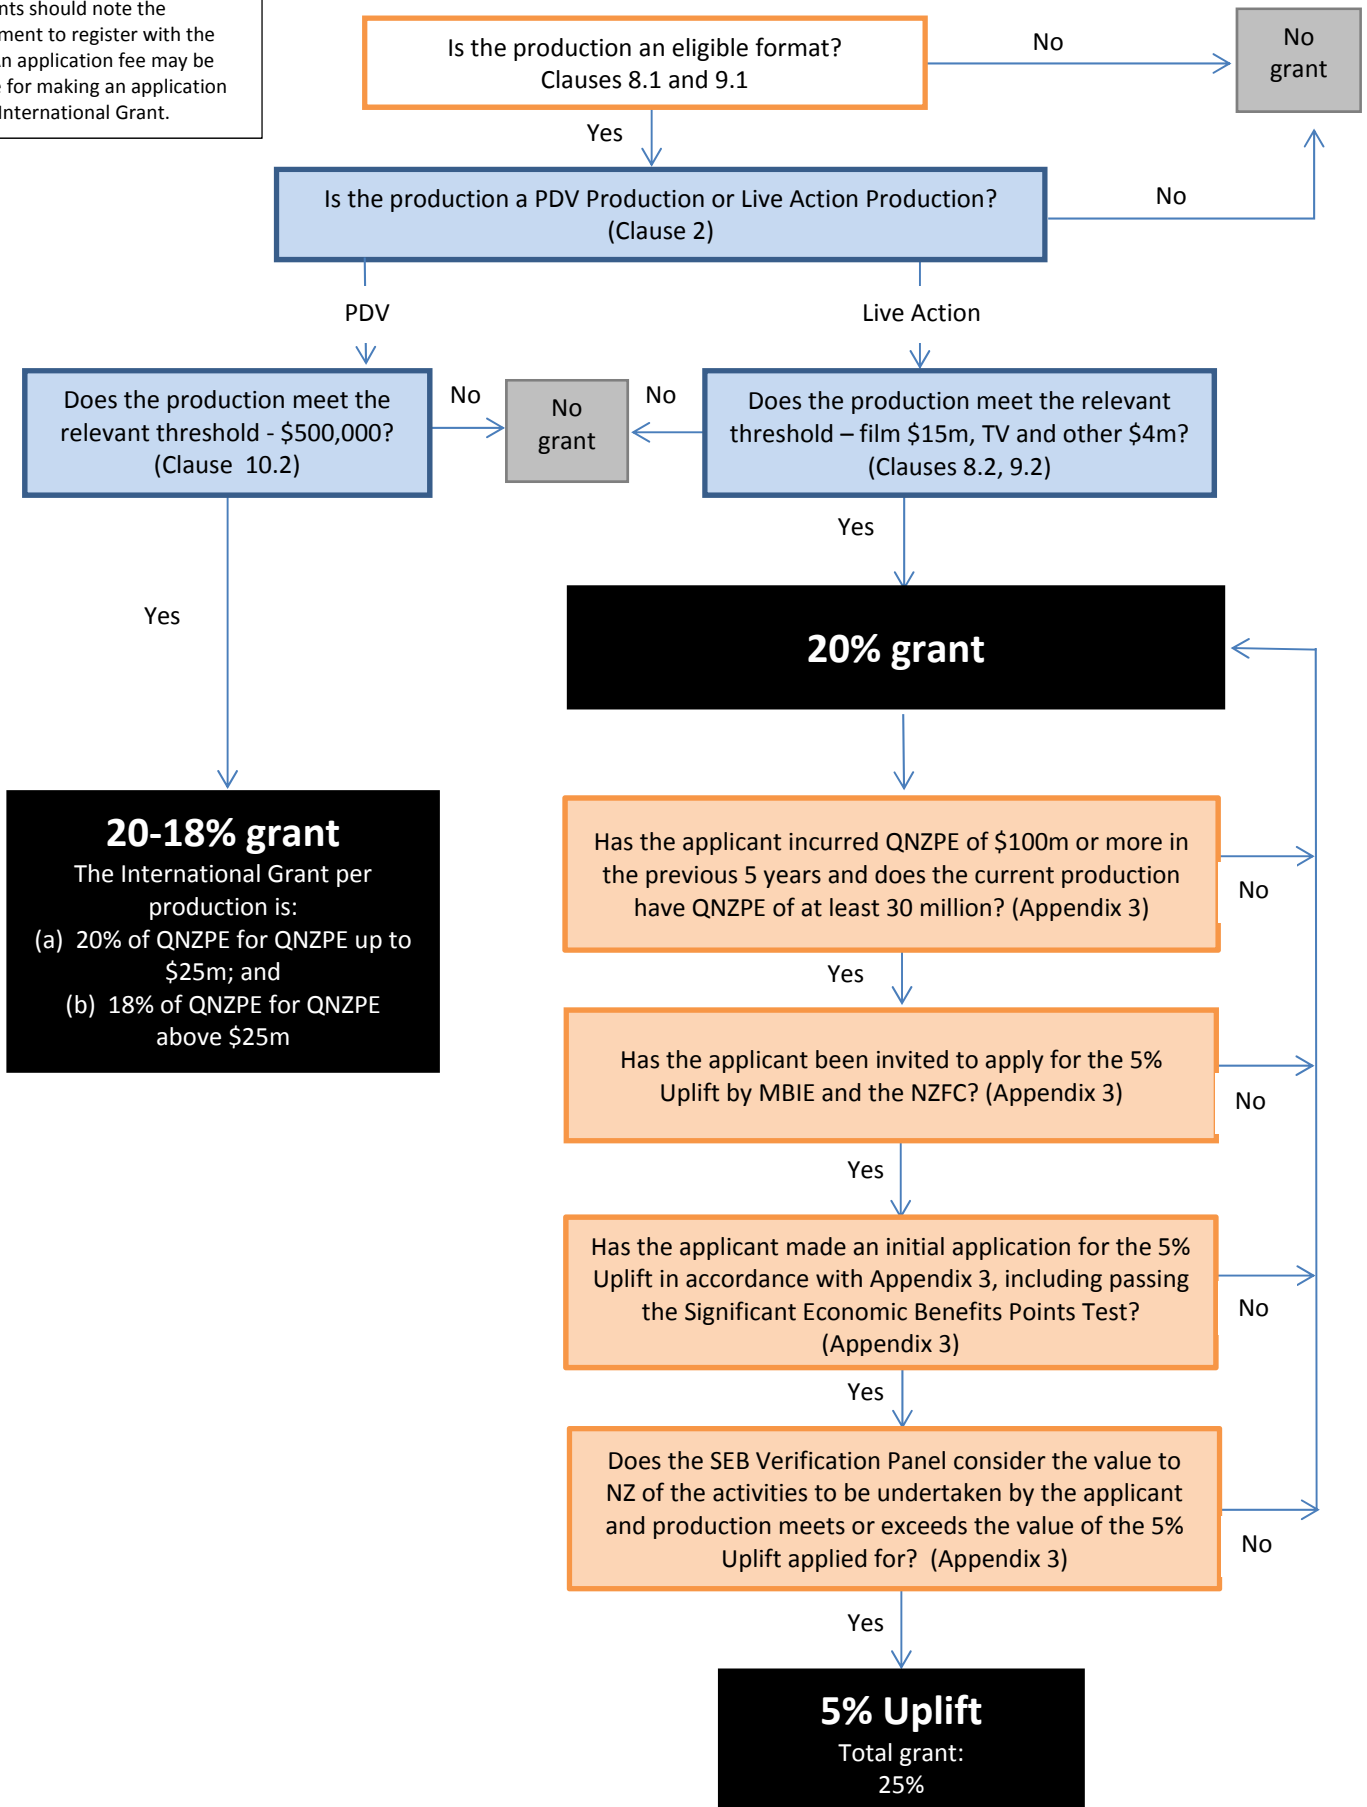 should note the
to register with the
application fee may be
for making an application
International Grant.
Is the production an eligible format?
Clauses 8.1 and 9.1
No
No
grant
Yes
Is the production a PDV Production or Live Action Production?
(Clause 2)
No
PDV
Live Action
Does the production meet the
relevant threshold - $500,000?
(Clause 10.2)
No
No
grant
No
Does the production meet the relevant
threshold – film $15m, TV and other $4m?
(Clauses 8.2, 9.2)
Yes
Yes
20% grant
20-18% grant
The International Grant per
production is:
(a) 20% of QNZPE for QNZPE up to
$25m; and
(b) 18% of QNZPE for QNZPE
above $25m
Has the applicant incurred QNZPE of $100m or more in
the previous 5 years and does the current production
have QNZPE of at least 30 million? (Appendix 3)
No
Yes
Has the applicant been invited to apply for the 5%
Uplift by MBIE and the NZFC? (Appendix 3)
No
Yes
Has the applicant made an initial application for the 5%
Uplift in accordance with Appendix 3, including passing
the Significant Economic Benefits Points Test?
(Appendix 3)
No
Yes
Does the SEB Verification Panel consider the value to
NZ of the activities to be undertaken by the applicant
and production meets or exceeds the value of the 5%
Uplift applied for? (Appendix 3)
No
Yes
5% Uplift
Total grant:
25%